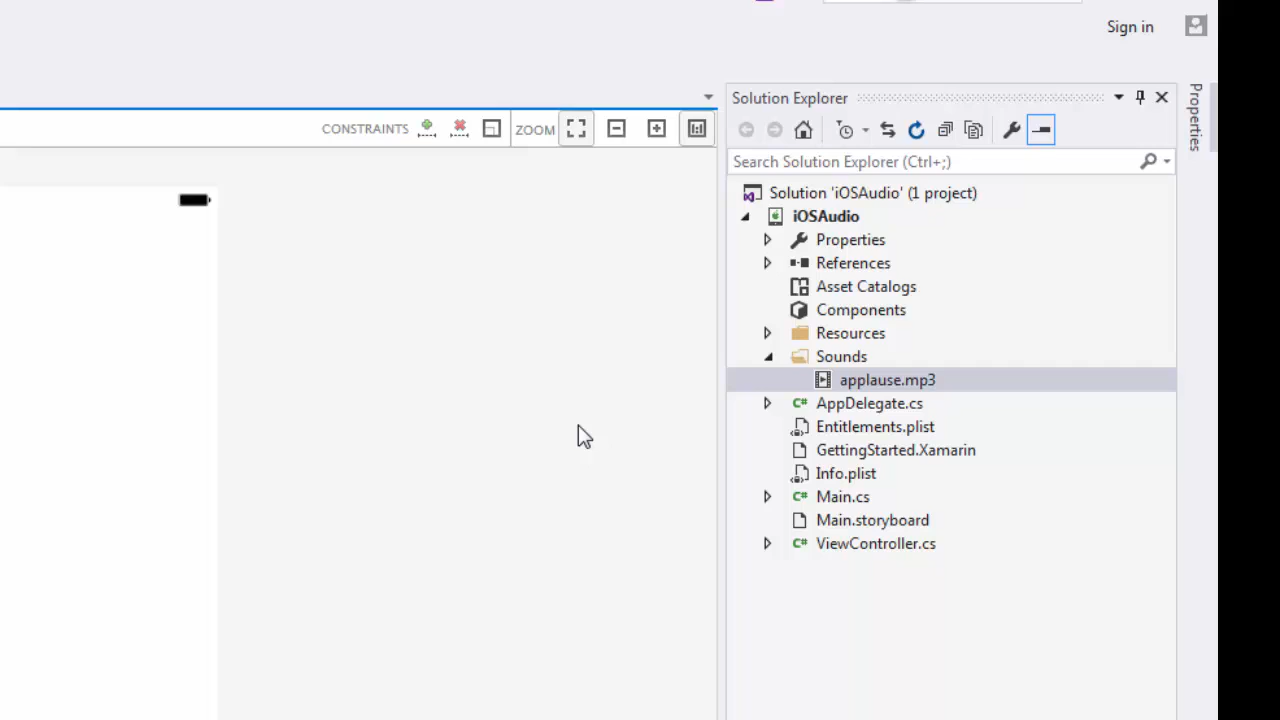 Sign in
Solution Explorer
Properties
CONSTRAINTS
ZOOM
Search Solution Explorer (Ctrl+;)
Solution 'iOSAudio' (1 project)
iOSAudio
Properties
References
Asset Catalogs
Components
Resources
Sounds
applause.mp3
C# AppDelegate.cs
Entitlements.plist
GettingStarted.Xamarin
Info.plist
C# Main.cs
Main.storyboard
C# ViewController.cs